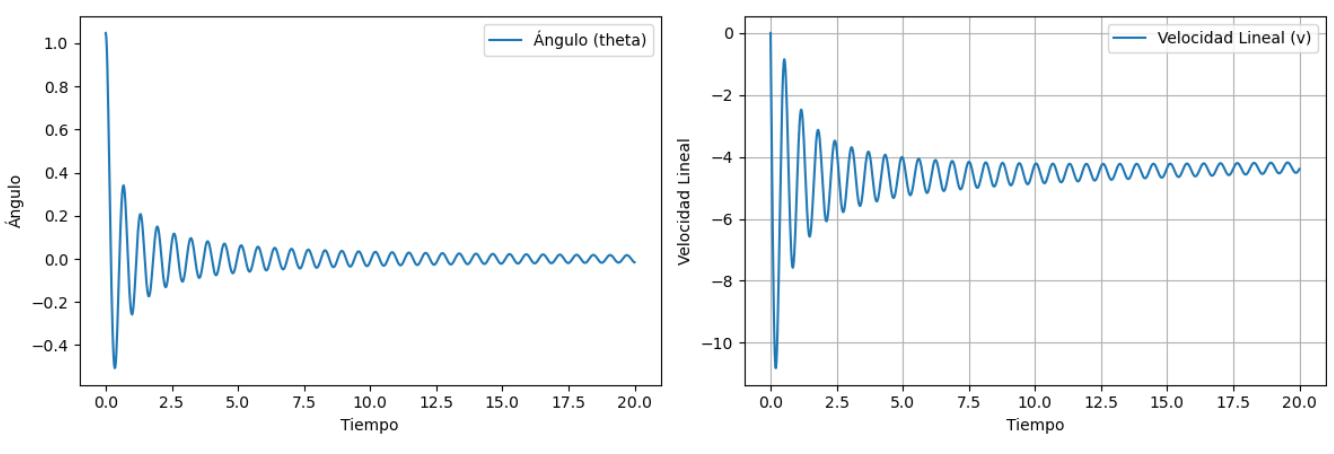 Ángulo (theta)
1.0
0.8
0.6
0.4
0.2
0.0
−0.2
−0.4
Ángulo
0.0 2.5 5.0 7.5 10.0 12.5 15.0 17.5 20.0
Tiempo
Velocidad Lineal (v)
0
−2
−4
−6
−8
−10
Velocidad Lineal
0.0 2.5 5.0 7.5 10.0 12.5 15.0 17.5 20.0
Tiempo